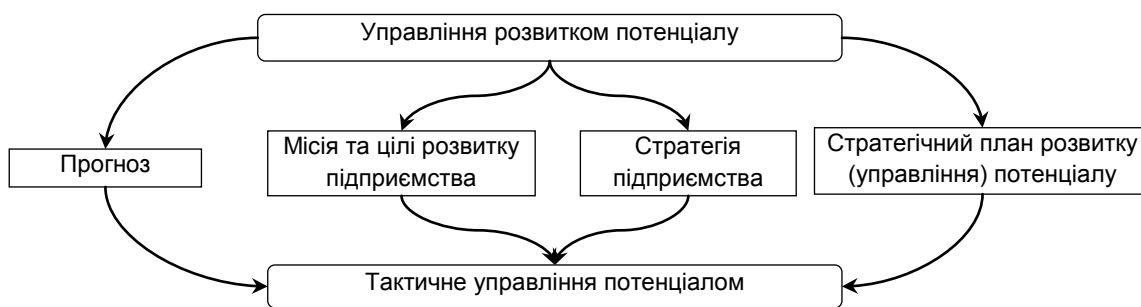 Управління розвитком потенціалу
Прогноз
Місія та цілі розвитку
підприємства
Стратегія
підприємства
Стратегічний план розвитку
(управління) потенціалу
Тактичне управління потенціалом